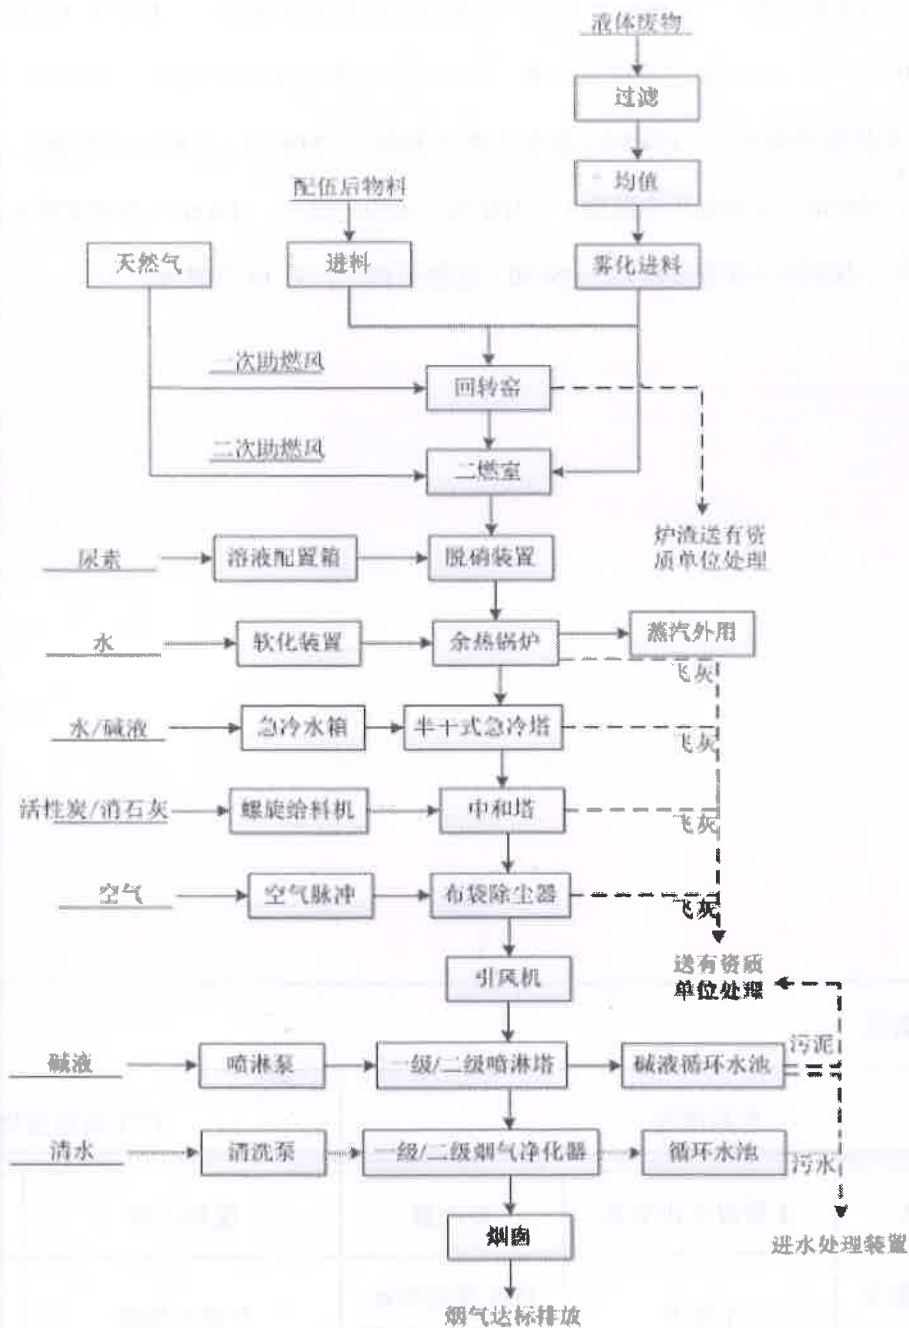 液体废物
过滤
配伍后物料
均值
天然气
进料
雾化进料
一次助燃风
回转窑
二次助燃风
二燃室
炉渣送有资
质单位处理
尿素
溶液配置箱
脱硝装置
水
软化装置
余热锅炉
蒸汽外用
飞灰
水/碱液
急冷水箱
半干式急冷塔
飞灰
活性炭/消石灰
螺旋给料机
中和塔
飞灰
空气
空气脉冲
布袋除尘器
飞灰
引风机
送有资质
单位处理
碱液
喷淋泵
一级/二级喷淋塔
碱液循环水池
污泥
清水
清洗泵
一级/二级烟气净化器
循环水池
污水
烟囱
进水处理装置
烟气达标排放